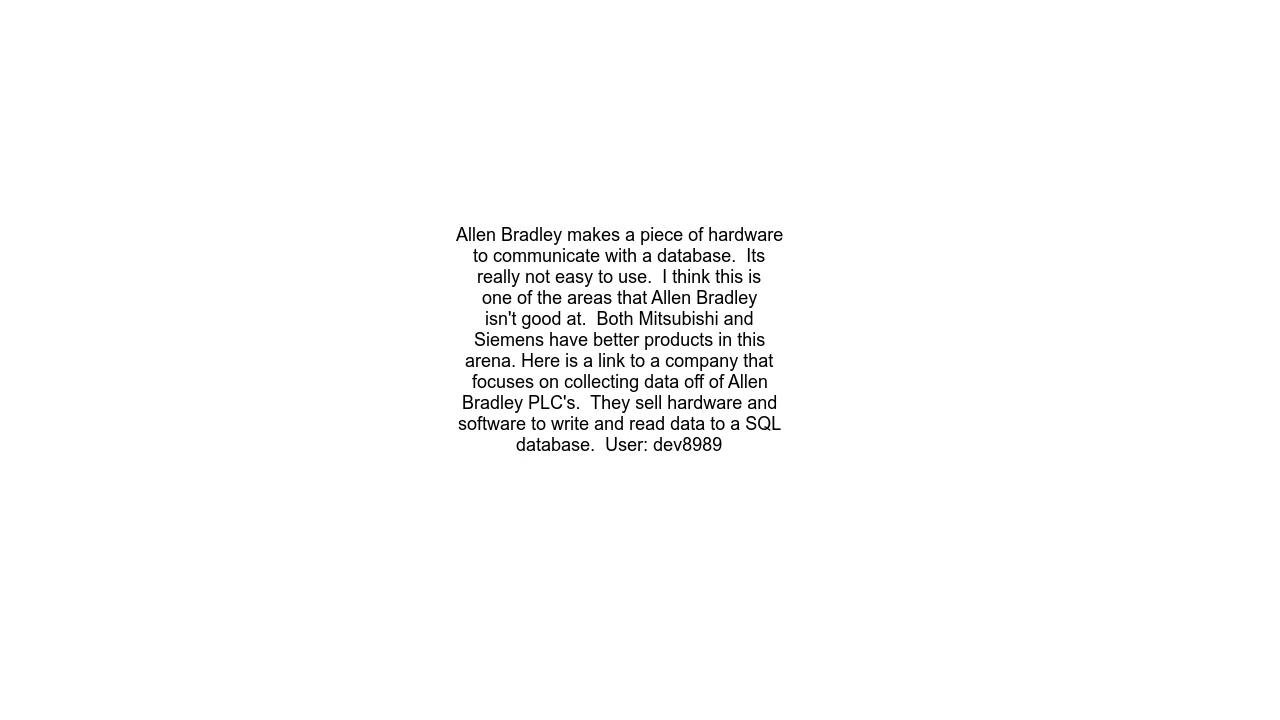 Allen Bradley makes a piece of hardware
to communicate with a database.  Its
really not easy to use.  I think this is
one of the areas that Allen Bradley
isn't good at.  Both Mitsubishi and
Siemens have better products in this
arena. Here is a link to a company that
focuses on collecting data off of Allen
Bradley PLC's.  They sell hardware and
software to write and read data to a SQL
database.  User: dev8989